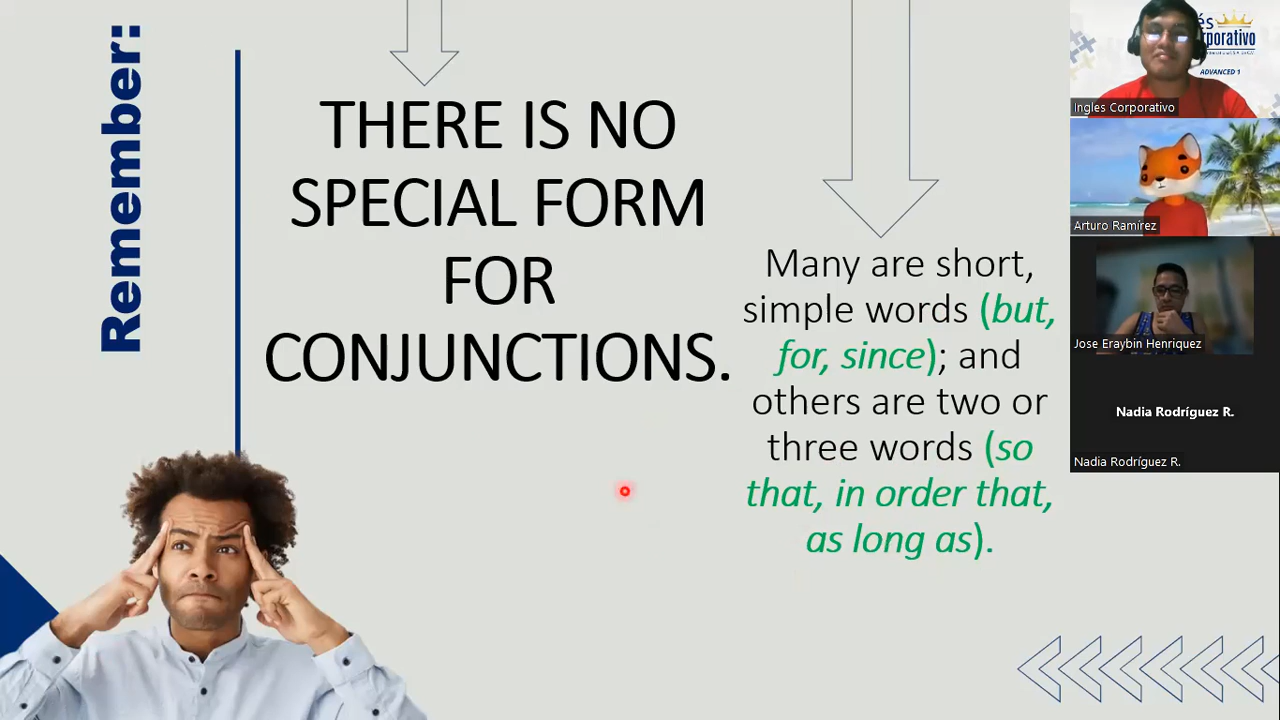 Remember:
THERE IS NO
SPECIAL FORM
FOR
CONJUNCTIONS.
Many are short,
simple words (but,
for, since); and
others are two or
three words (so
that, in order that,
as long as).
ADVANCED 1
Ingles Corporativo
Arturo Ramírez
Jose Eraybin Henriquez
Nadia Rodríguez R.
Nadia Rodríguez R.